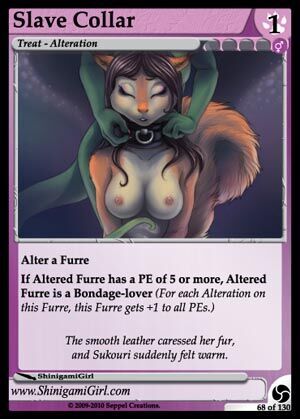 Slave Collar
1
Treat - Alteration
Alter a Furre
If Altered Furre has a PE of 5 or more, Altered
Furre is a Bondage-lover (For each Alteration on
this Furre, this Furre gets +1 to all PEs.)
The smooth leather caressed her fur,
and Sukouri suddenly felt warm.
ShinigamiGirl
www.ShinigamiGirl.com
© 2009-2010 Seppel Creations.
68 of 130